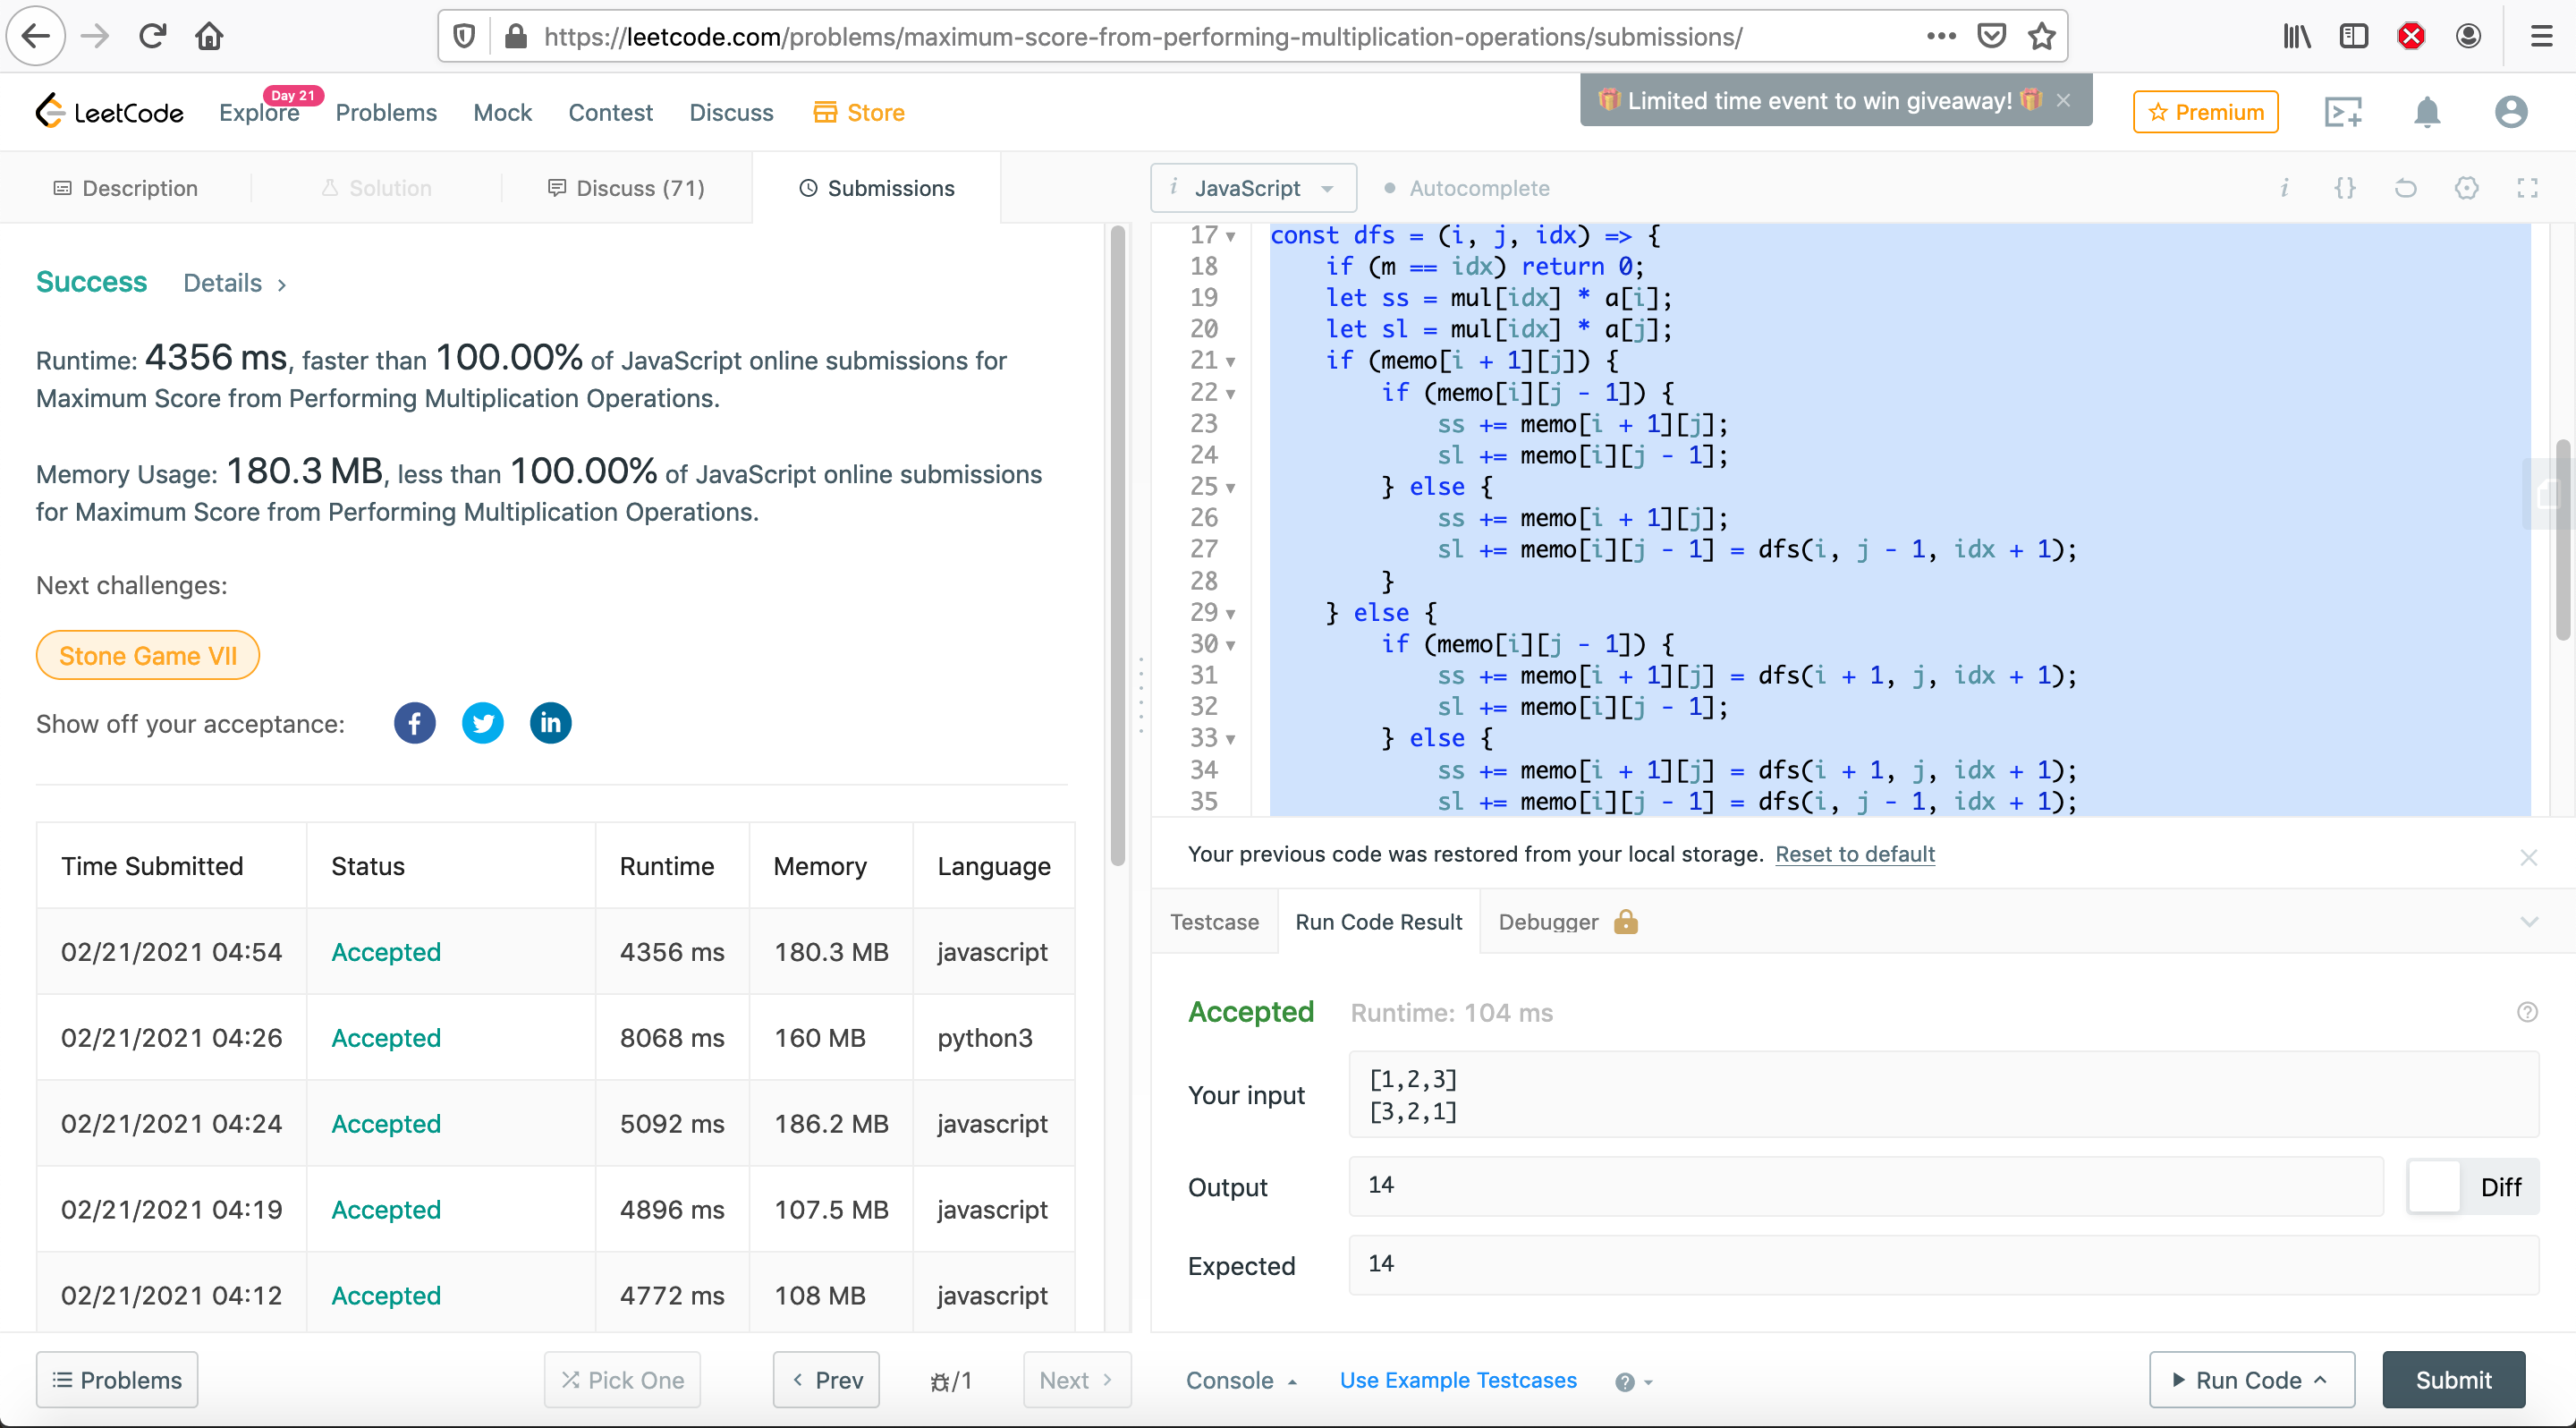 https://leetcode.com/problems/maximum-score-from-performing-multiplication-operations/submissions/
LeetCode
Explore
Day 21
Problems
Mock
Contest
Discuss
Store
Limited time event to win giveaway!
Premium
Description
Solution
Discuss (71)
Submissions
Success
Details
Runtime: 4356 ms, faster than 100.00% of JavaScript online submissions for
Maximum Score from Performing Multiplication Operations.
Memory Usage: 180.3 MB, less than 100.00% of JavaScript online submissions
for Maximum Score from Performing Multiplication Operations.
Next challenges:
Stone Game VII
Show off your acceptance:
Time Submitted Status Runtime Memory Language
02/21/2021 04:54 Accepted 4356 ms 180.3 MB javascript
02/21/2021 04:26 Accepted 8068 ms 160 MB python3
02/21/2021 04:24 Accepted 5092 ms 186.2 MB javascript
02/21/2021 04:19 Accepted 4896 ms 107.5 MB javascript
02/21/2021 04:12 Accepted 4772 ms 108 MB javascript
Problems
Pick One
< Prev
/1
Next >
i JavaScript
Autocomplete
i {}
17 const dfs = (i, j, idx) => {
18 if (m == idx) return 0;
19 let ss = mul[idx] * a[i];
20 let sl = mul[idx] * a[j];
21 if (memo[i + 1][j]) {
22 if (memo[i][j - 1]) {
23 ss += memo[i + 1][j];
24 sl += memo[i][j - 1];
25 } else {
26 ss += memo[i + 1][j];
27 sl += memo[i][j - 1] = dfs(i, j - 1, idx + 1);
28 }
29 } else {
30 if (memo[i][j - 1]) {
31 ss += memo[i + 1][j] = dfs(i + 1, j, idx + 1);
32 sl += memo[i][j - 1];
33 } else {
34 ss += memo[i + 1][j] = dfs(i + 1, j, idx + 1);
35 sl += memo[i][j - 1] = dfs(i, j - 1, idx + 1);
Your previous code was restored from your local storage. Reset to default
Testcase
Run Code Result
Debugger
Accepted Runtime: 104 ms
Your input
[1,2,3]
[3,2,1]
Output
14
Diff
Expected
14
Console
Use Example Testcases
Run Code
Submit